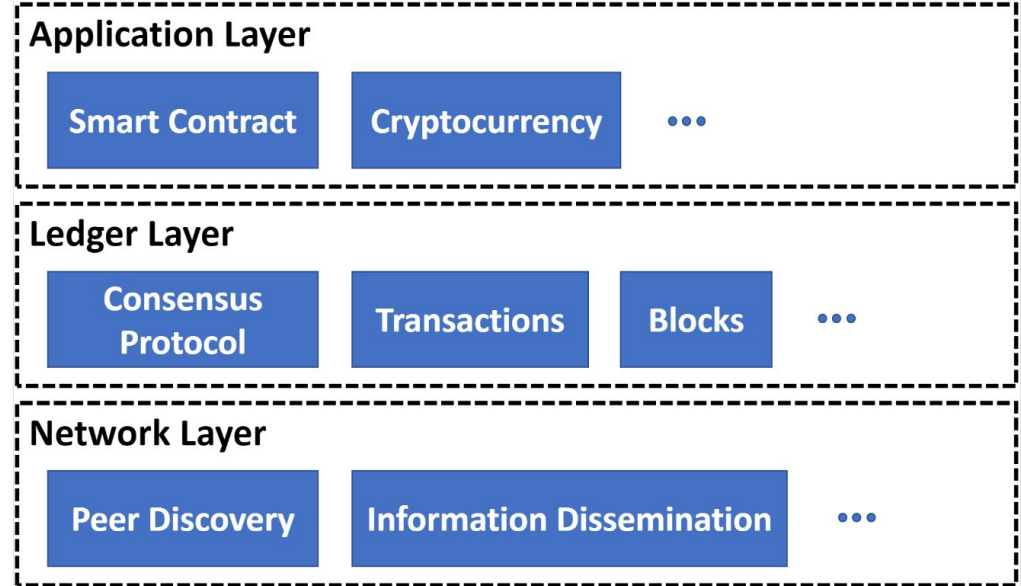 Application Layer
Smart Contract
Cryptocurrency
•••
Ledger Layer
Consensus
Protocol
Transactions
Blocks
•••
Network Layer
Peer Discovery
Information Dissemination
•••